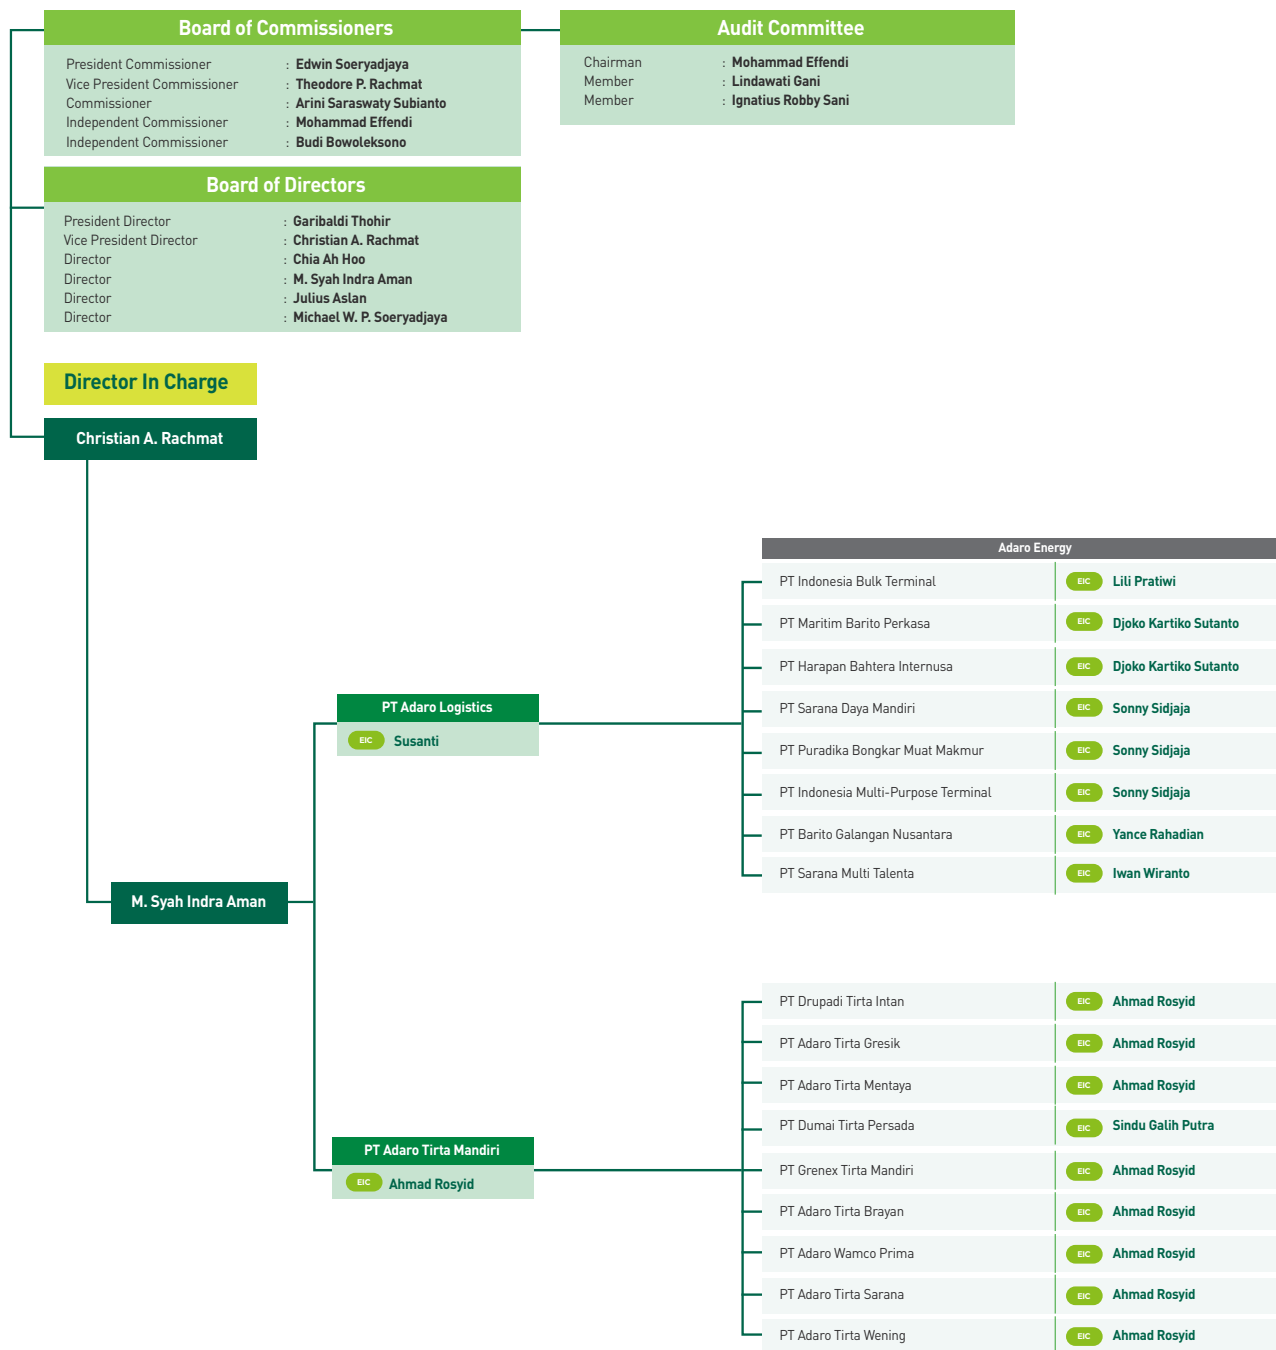 Board of Commissioners
President Commissioner : Edwin Soeryadjaya
Vice President Commissioner : Theodore P. Rachmat
Commissioner : Arini Saraswaty Subianto
Independent Commissioner : Mohammad Effendi
Independent Commissioner : Budi Bowoleksono
Audit Committee
Chairman : Mohammad Effendi
Member : Lindawati Gani
Member : Ignatius Robby Sani
Board of Directors
President Director : Garibaldi Thohir
Vice President Director : Christian A. Rachmat
Director : Chia Ah Hoo
Director : M. Syah Indra Aman
Director : Julius Aslan
Director : Michael W. P. Soeryadjaya
Director In Charge
Christian A. Rachmat
M. Syah Indra Aman
PT Adaro Logistics
EIC Susanti
Adaro Energy
PT Indonesia Bulk Terminal EIC Lili Pratiwi
PT Maritim Barito Perkasa EIC Djoko Kartiko Sutanto
PT Harapan Bahtera Internusa EIC Djoko Kartiko Sutanto
PT Sarana Daya Mandiri EIC Sonny Sidjaja
PT Puradika Bongkar Muat Makmur EIC Sonny Sidjaja
PT Indonesia Multi-Purpose Terminal EIC Sonny Sidjaja
PT Barito Galangan Nusantara EIC Yance Rahadian
PT Sarana Multi Talenta EIC Iwan Wiranto
PT Adaro Tirta Mandiri
EIC Ahmad Rosyid
PT Drupadi Tirta Intan EIC Ahmad Rosyid
PT Adaro Tirta Gresik EIC Ahmad Rosyid
PT Adaro Tirta Mentaya EIC Ahmad Rosyid
PT Dumai Tirta Persada EIC Sindu Galih Putra
PT Grenex Tirta Mandiri EIC Ahmad Rosyid
PT Adaro Tirta Brayan EIC Ahmad Rosyid
PT Adaro Wamco Prima EIC Ahmad Rosyid
PT Adaro Tirta Sarana EIC Ahmad Rosyid
PT Adaro Tirta Wening EIC Ahmad Rosyid